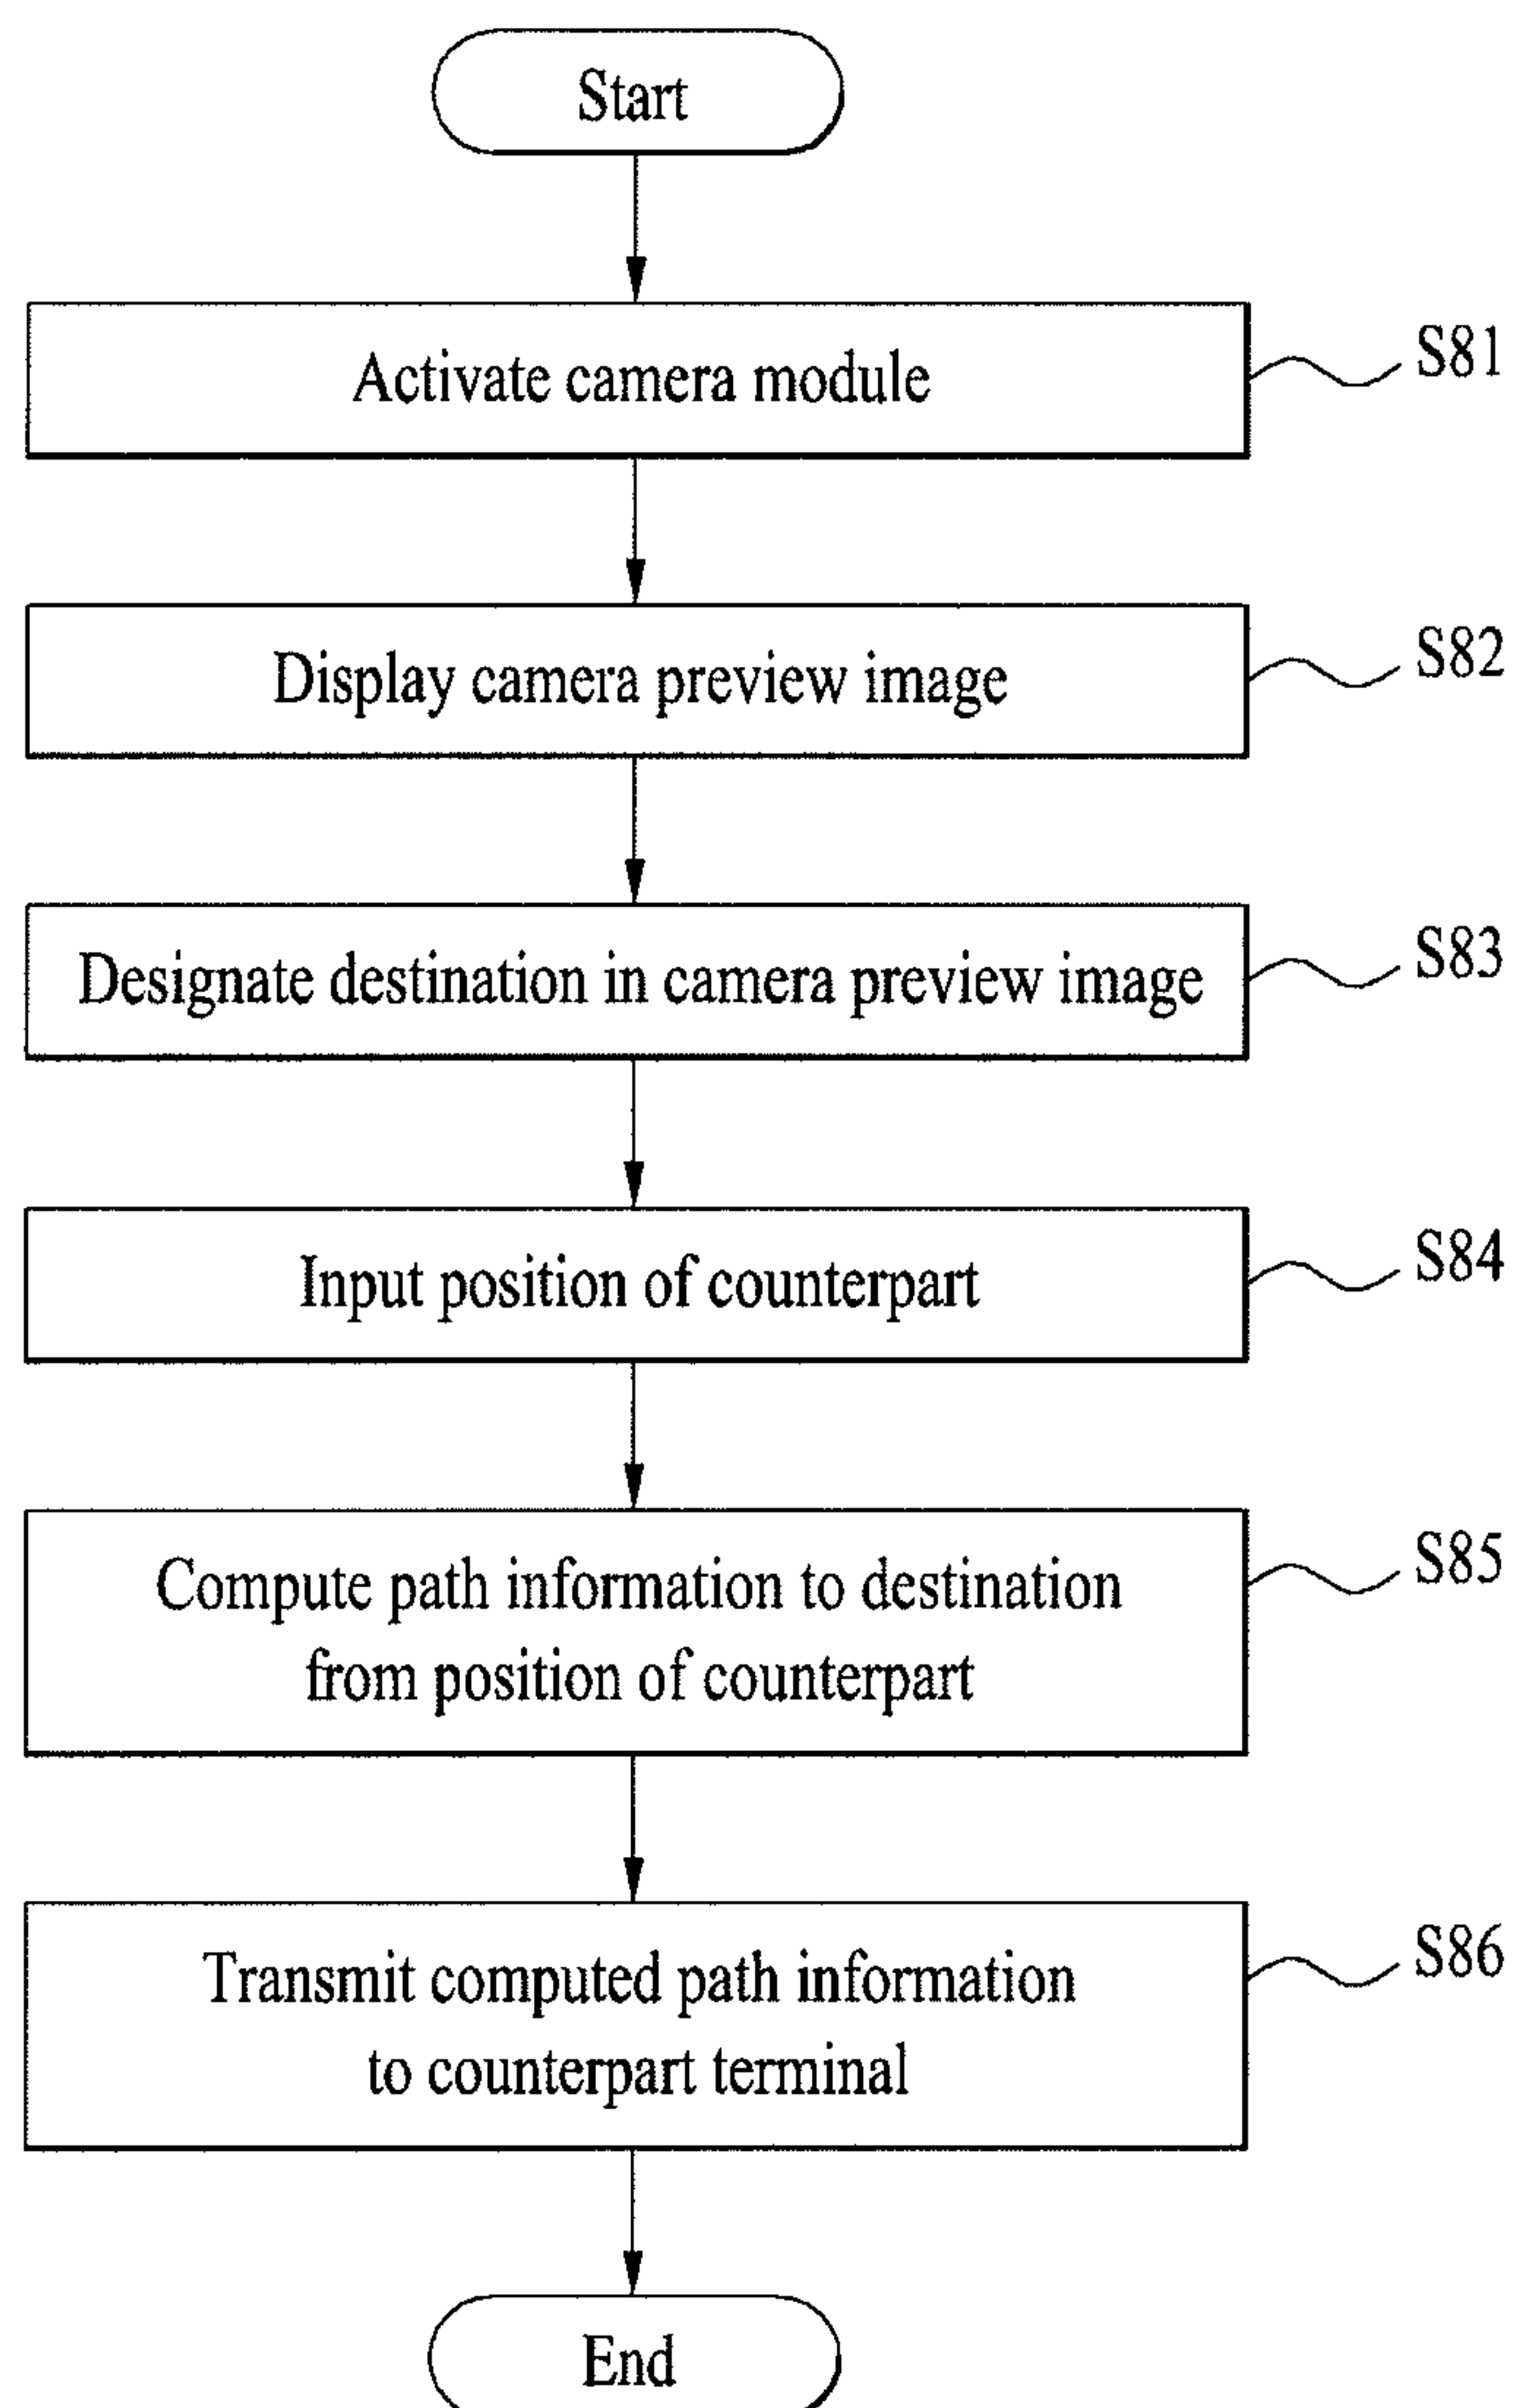 Start
Activate camera module
S81
Display camera preview image
S82
Designate destination in camera preview image
S83
Input position of counterpart
S84
Compute path information to destination
from position of counterpart
S85
Transmit computed path information
to counterpart terminal
S86
End